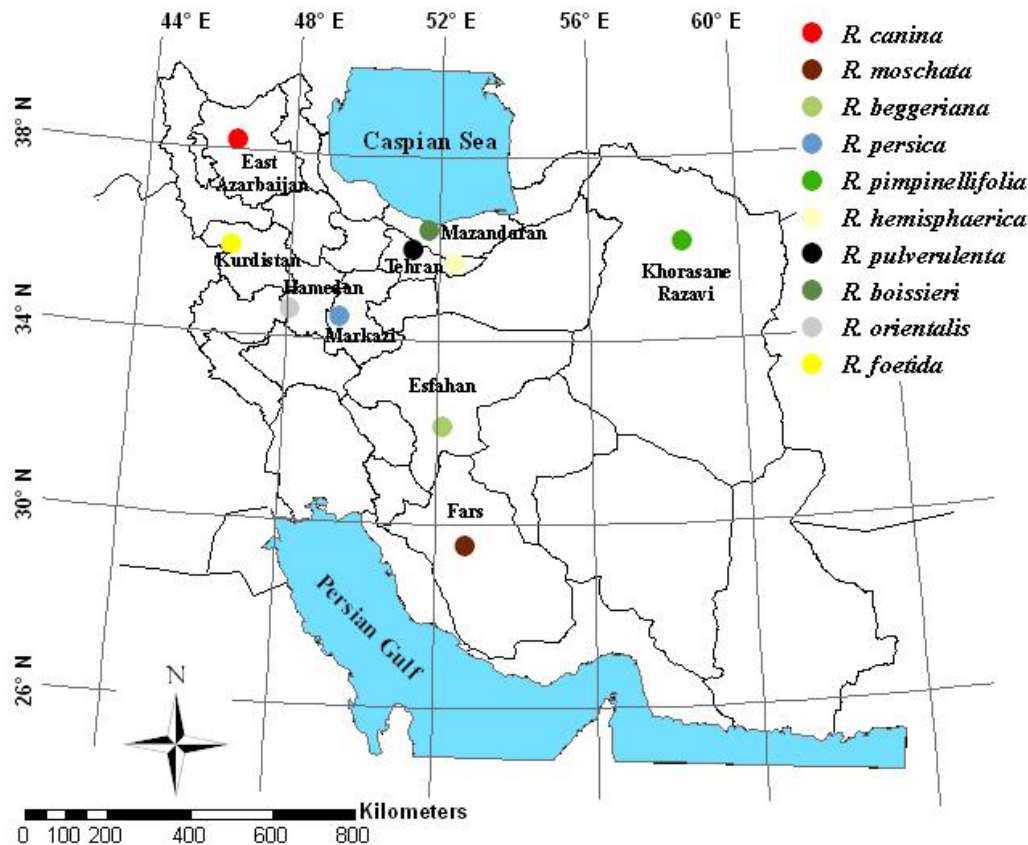 44° E 48° E 52° E 56° E 60° E
38° N
34° N
30° N
26° N
Caspian Sea
East
Azarbaijan
Kurdistan
Mazandaran
Tehran
Hamedan
Markazi
Khorasane
Razavi
Esfahan
Fars
Persian Gulf
N
Kilometers
0 100 200 400 600 800
R. canina
R. moschata
R. beggeriana
R. persica
R. pimpinellifolia
R. hemisphaerica
R. pulverulenta
R. boissieri
R. orientalis
R. foetida